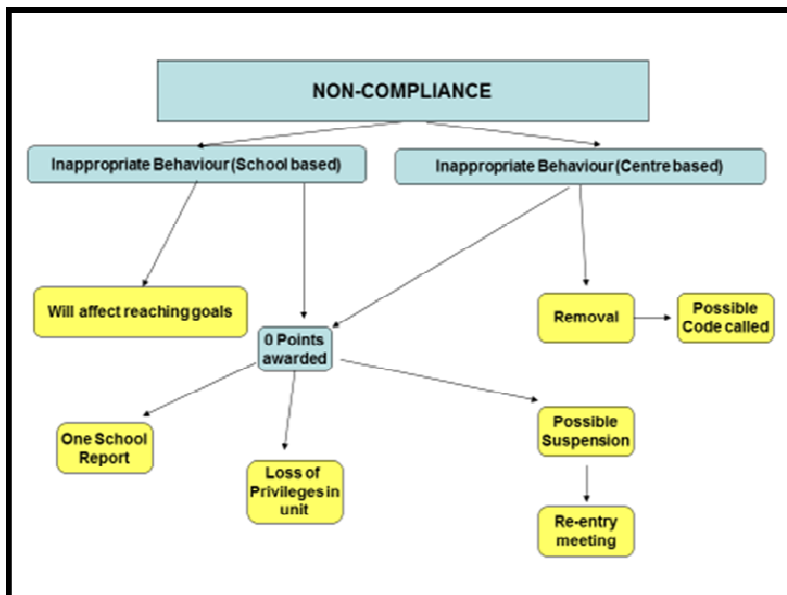 NON-COMPLIANCE
Inappropriate Behaviour (School based)
Inappropriate Behaviour (Centre based)
Will affect reaching goals
Removal
Possible
Code called
0 Points
awarded
One School
Report
Loss of
Privileges in
unit
Possible
Suspension
Re-entry
meeting